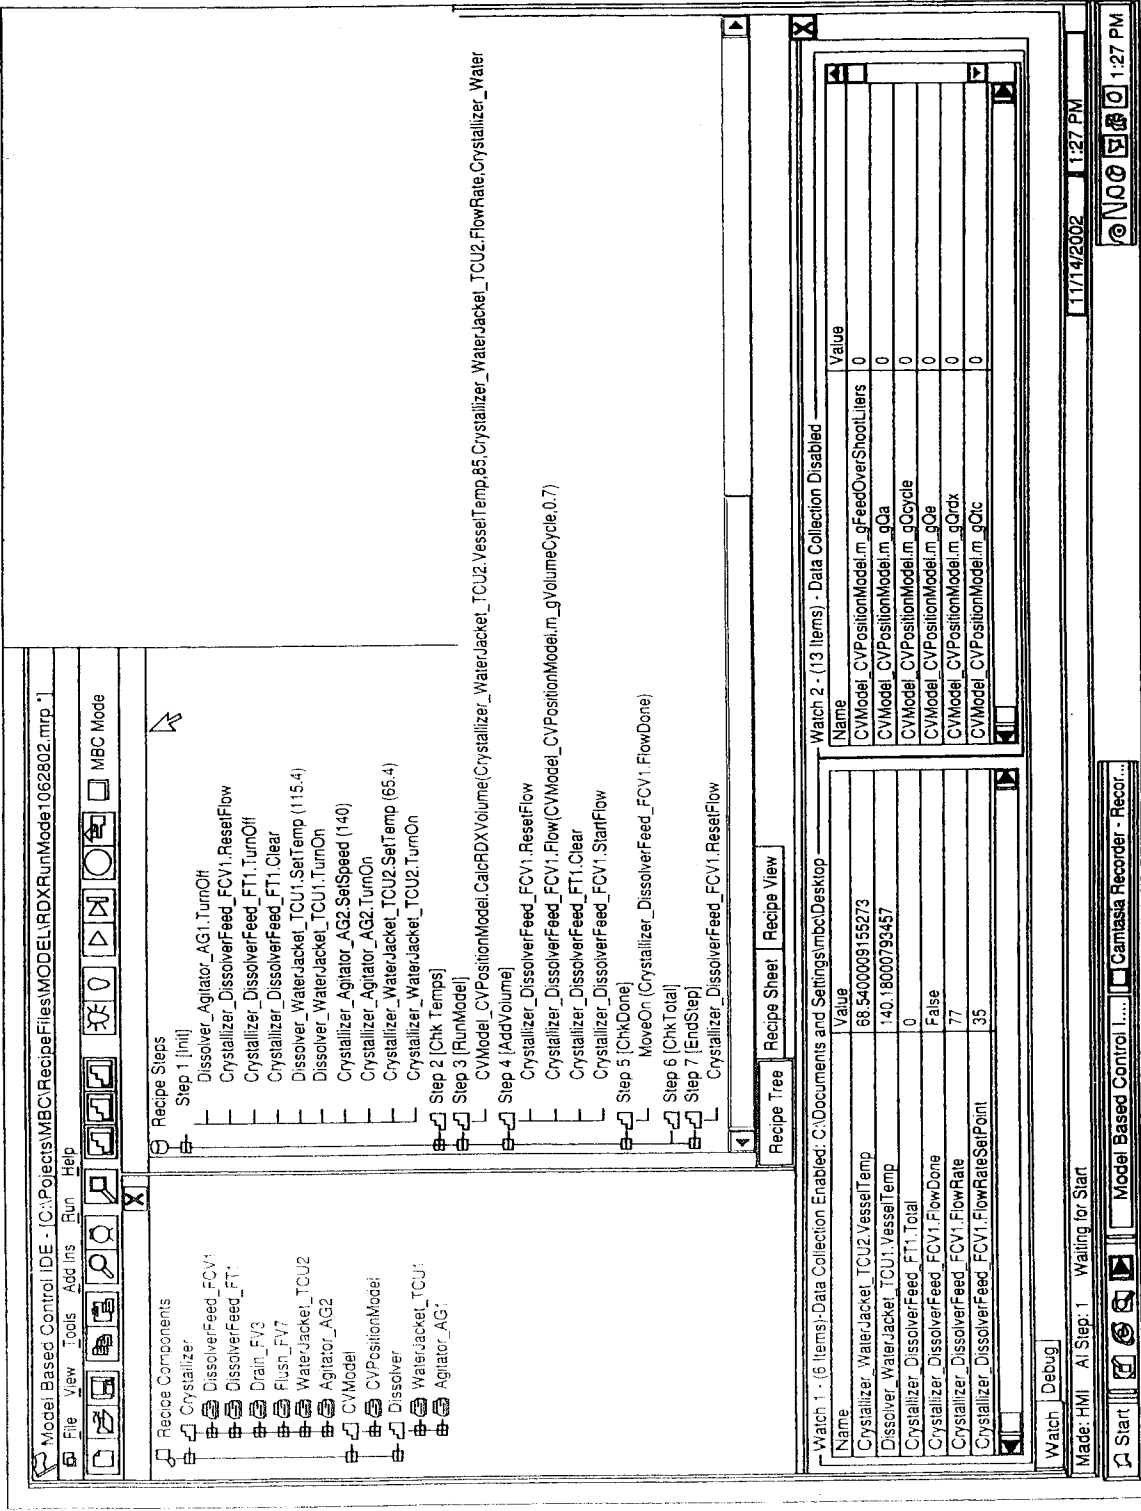 Model Based Control IDE - [C:\Pojects\MBC\RecipeFiles\MODEL\RDXRunMode1062802.mrp *]
File View Tools Add Ins Run Help
MBC Mode
Recipe Components
Crystallizer
DissolverFeed_FCV1
DissolverFeed_FT1
Drain_FV3
Flush_FV7
WaterJacket_TCU2
Agitator_AG2
CVModel
CVPositionModel
Dissolver
WaterJacket_TCU1
Agitator_AG1
Recipe Steps
Step 1 [Init]
Dissolver_Agitator_AG1.TurnOff
Crystallizer_DissolverFeed_FCV1.ResetFlow
Crystallizer_DissolverFeed_FT1.TurnOff
Crystallizer_DissolverFeed_FT1.Clear
Dissolver_WaterJacket_TCU1.SetTemp (115.4)
Dissolver_WaterJacket_TCU1.TurnOn
Crystallizer_Agitator_AG2.SetSpeed (140)
Crystallizer_Agitator_AG2.TurnOn
Crystallizer_WaterJacket_TCU2.SetTemp (65.4)
Crystallizer_WaterJacket_TCU2.TurnOn
Step 2 [Chk Temps]
Step 3 [RunModel]
CVModel_CVPositionModel.CalcRDXVolume(Crystallizer_WaterJacket_TCU2.VesselTemp,85,Crystallizer_WaterJacket_TCU2.FlowRate,Crystallizer_Water
Step 4 [AddVolume]
Crystallizer_DissolverFeed_FCV1.ResetFlow
Crystallizer_DissolverFeed_FCV1.Flow(CVModel_CVPositionModel.m_gVolumeCycle,0.7)
Crystallizer_DissolverFeed_FT1.Clear
Crystallizer_DissolverFeed_FCV1.StartFlow
Step 5 [ChkDone]
MoveOn (Crystallizer_DissolverFeed_FCV1.FlowDone)
Step 6 [ChkTotal]
Step 7 [EndStep]
Crystallizer_DissolverFeed_FCV1.ResetFlow
Recipe Tree Recipe Sheet Recipe View
Watch 1 - (6 Items)-Data Collection Enabled: C:\Documents and Settings\mbc\Desktop
Name Value
Crystallizer_WaterJacket_TCU2.VesselTemp 68.540009155273
Dissolver_WaterJacket_TCU1.VesselTemp 140.18000793457
Crystallizer_DissolverFeed_FT1.Total 0
Crystallizer_DissolverFeed_FCV1.FlowDone False
Crystallizer_DissolverFeed_FCV1.FlowRate 77
Crystallizer_DissolverFeed_FCV1.FlowRateSetPoint 35
Watch 2 - (13 Items) - Data Collection Disabled
Name Value
CVModel_CVPositionModel.m_gFeedOverShootLiters 0
CVModel_CVPositionModel.m_gQa 0
CVModel_CVPositionModel.m_gQcycle 0
CVModel_CVPositionModel.m_gQe 0
CVModel_CVPositionModel.m_gQrdx 0
CVModel_CVPositionModel.m_gQtc 0
Watch Debug
Made: HMI Al Step: 1 Waiting for Start 11/14/2002 1:27 PM
Start Model Based Control I.... Camtasia Recorder - Recor... 1:27 PM